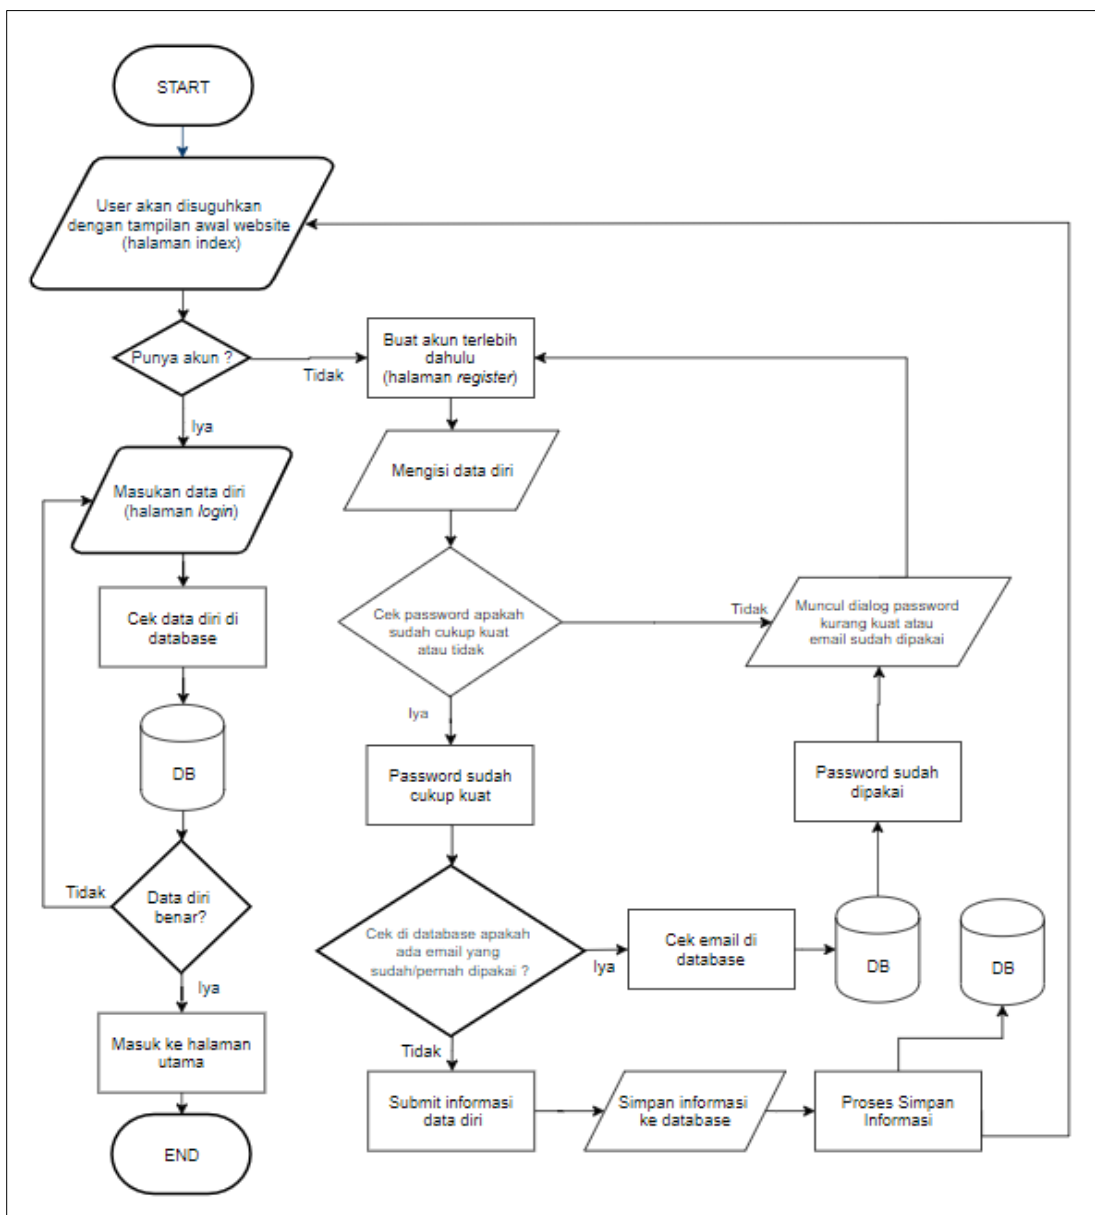 START
User akan disuguhkan
dengan tampilan awal website
(halaman index)
Punya akun ?
Tidak
Iya
Buat akun terlebih
dahulu
(halaman register)
Mengisi data diri
Masukan data diri
(halaman login)
Cek data diri di
database
DB
Data diri
benar?
Tidak
Iya
Masuk ke halaman
utama
END
Cek password apakah
sudah cukup kuat
atau tidak
Tidak
Iya
Muncul dialog password
kurang kuat atau
email sudah dipakai
Password sudah
cukup kuat
Password sudah
dipakai
Cek di database apakah
ada email yang
sudah/pernah dipakai ?
Iya
Tidak
Cek email di
database
DB
DB
Submit informasi
data diri
Simpan informasi
ke database
Proses Simpan
Informasi